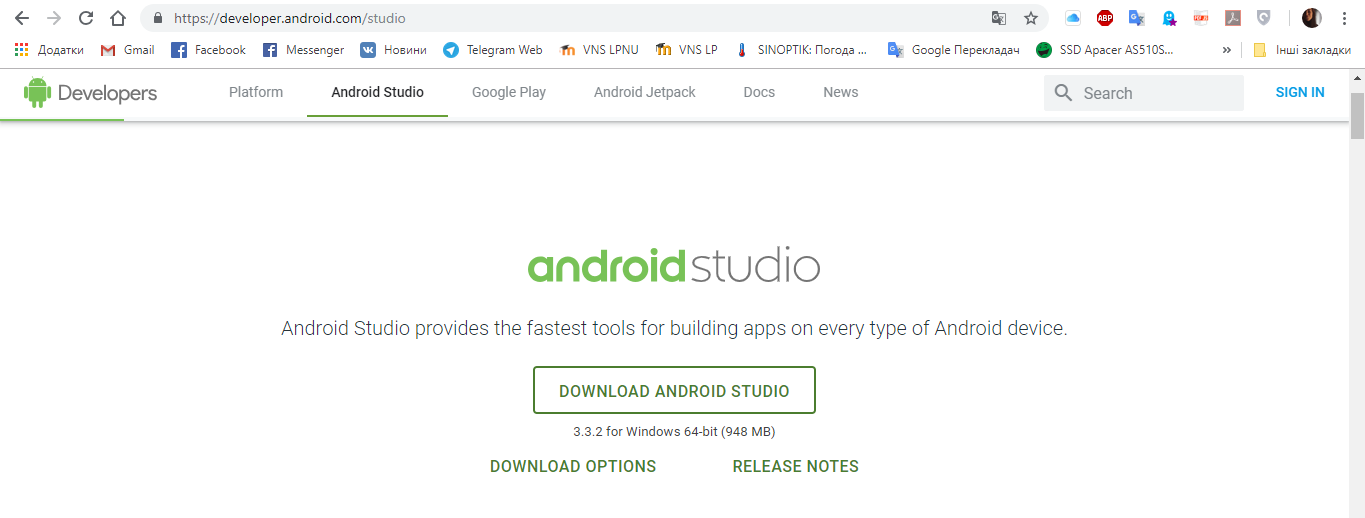 https://developer.android.com/studio
ABP
PDF JS
Додатки Gmail Facebook Messenger Новини Telegram Web VNS LPNU VNS LP SINOPTIK: Погода ... Google Перекладач SSD Apacer AS510S... » Інші закладки
Developers Platform Android Studio Google Play Android Jetpack Docs News Search SIGN IN
androidstudio
Android Studio provides the fastest tools for building apps on every type of Android device.
DOWNLOAD ANDROID STUDIO
3.3.2 for Windows 64-bit (948 MB)
DOWNLOAD OPTIONS RELEASE NOTES